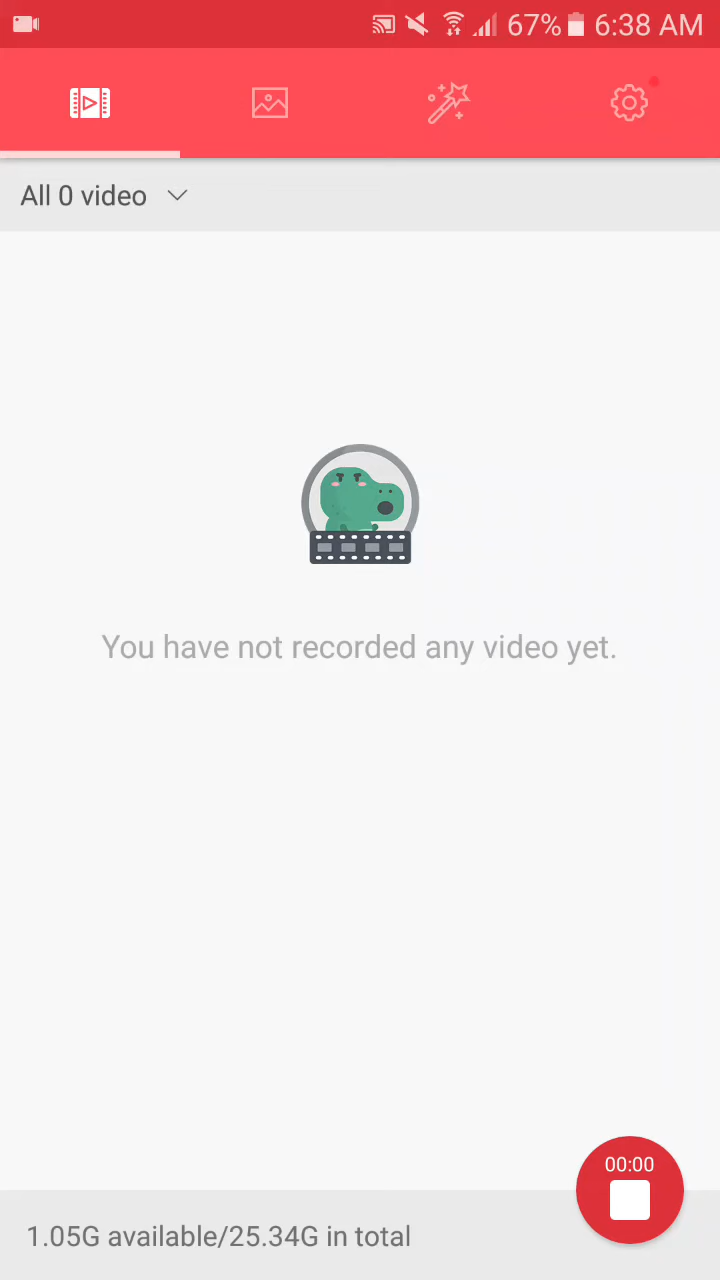 67% 6:38 AM
All 0 video
You have not recorded any video yet.
00:00
1.05G available/25.34G in total